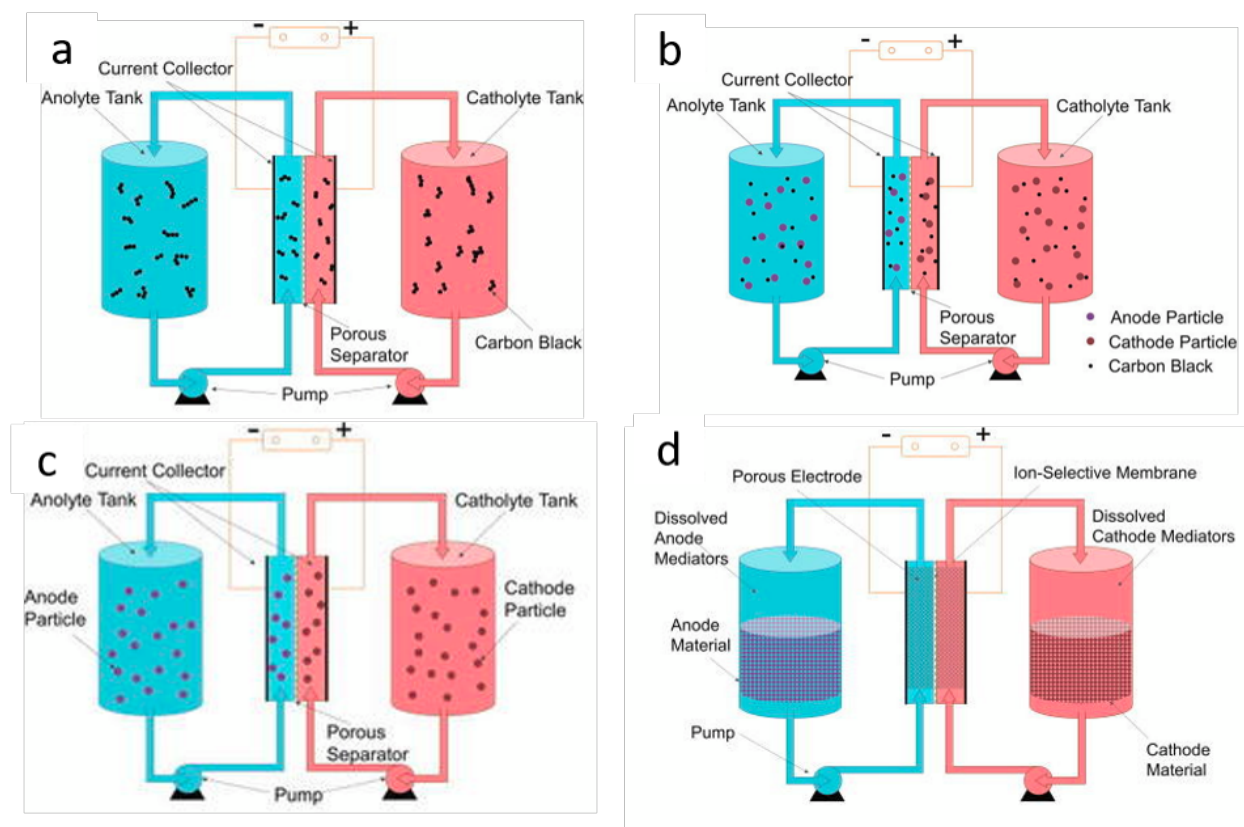 a
- +
Current Collector
Anolyte Tank
Catholyte Tank
Porous
Separator
Carbon Black
Pump
b
- +
Current Collector
Anolyte Tank
Catholyte Tank
Porous
Separator
Pump
Anode Particle
Cathode Particle
Carbon Black
c
- +
Current Collector
Anolyte Tank
Catholyte Tank
Anode
Particle
Cathode
Particle
Porous
Separator
Pump
d
- +
Porous Electrode
Ion-Selective Membrane
Dissolved
Anode
Mediators
Dissolved
Cathode Mediators
Anode
Material
Pump
Cathode
Material